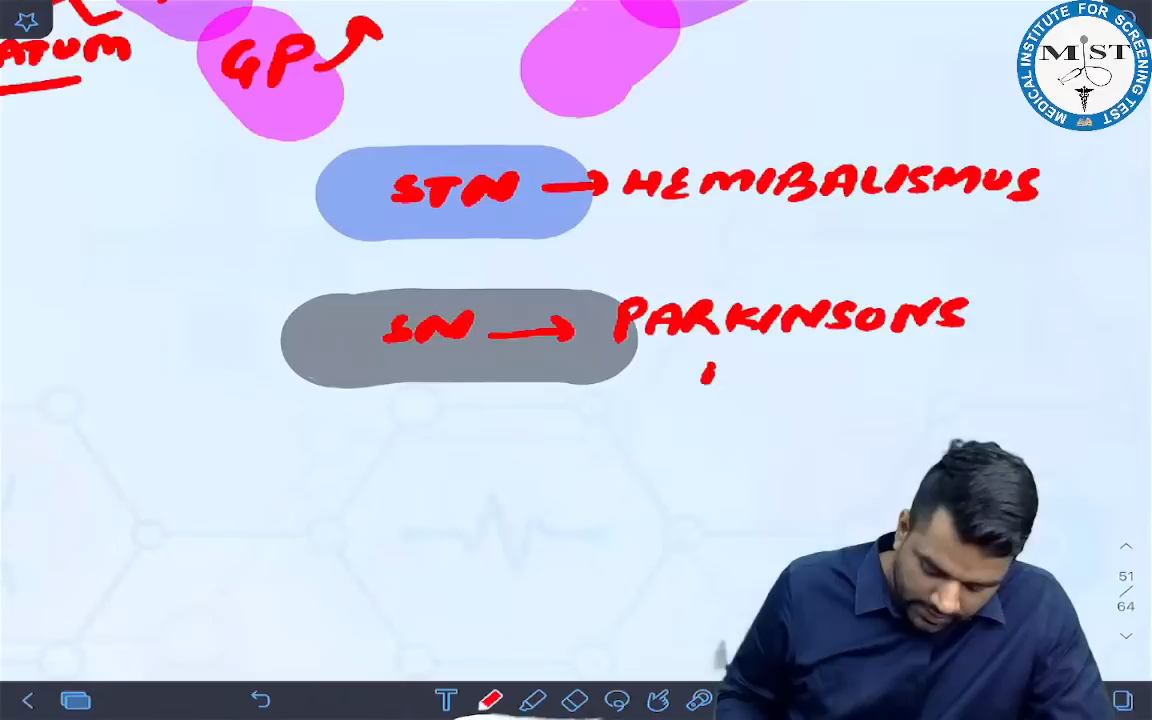 ATUM
GP
STN → HEMIBALISMUS
SN → PARKINSONS
MEDICAL INSTITUTE FOR SCREENING TEST
MIST
51
64
T